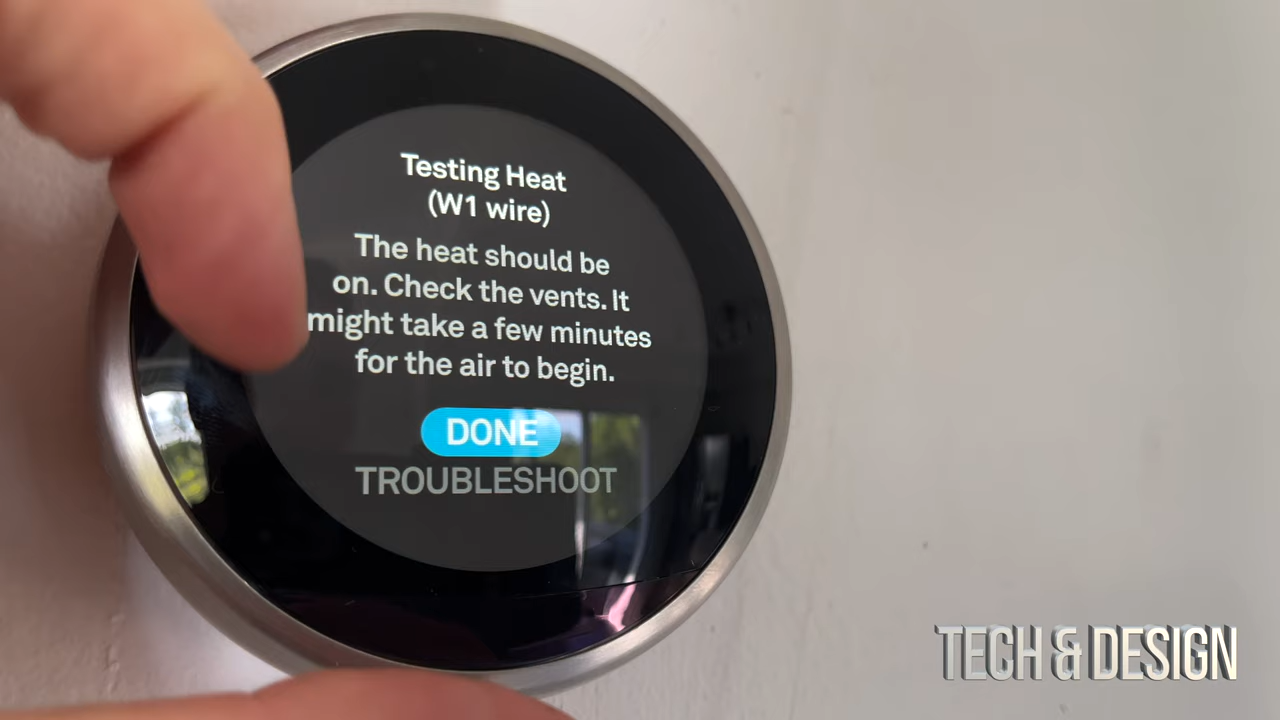 Testing Heat
(W1 wire)
The heat should be
on. Check the vents. It
might take a few minutes
for the air to begin.
DONE
TROUBLESHOOT
TECH & DESIGN